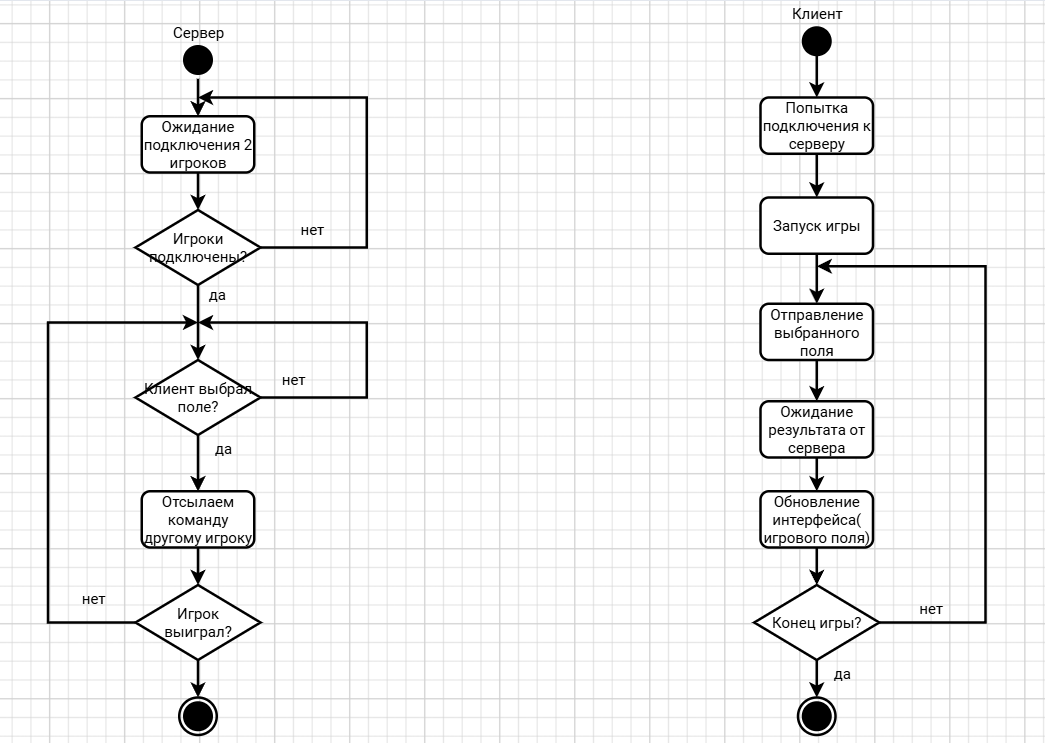 Сервер
Ожидание
подключения 2
игроков
Игроки
подключены?
нет
да
Клиент выбрал
поле?
нет
да
Отсылаем
команду
другому игроку
Игрок
выиграл?
нет
Клиент
Попытка
подключения к
серверу
Запуск игры
Отправление
выбранного
поля
Ожидание
результата от
сервера
Обновление
интерфейса(
игрового поля)
Конец игры?
нет
да